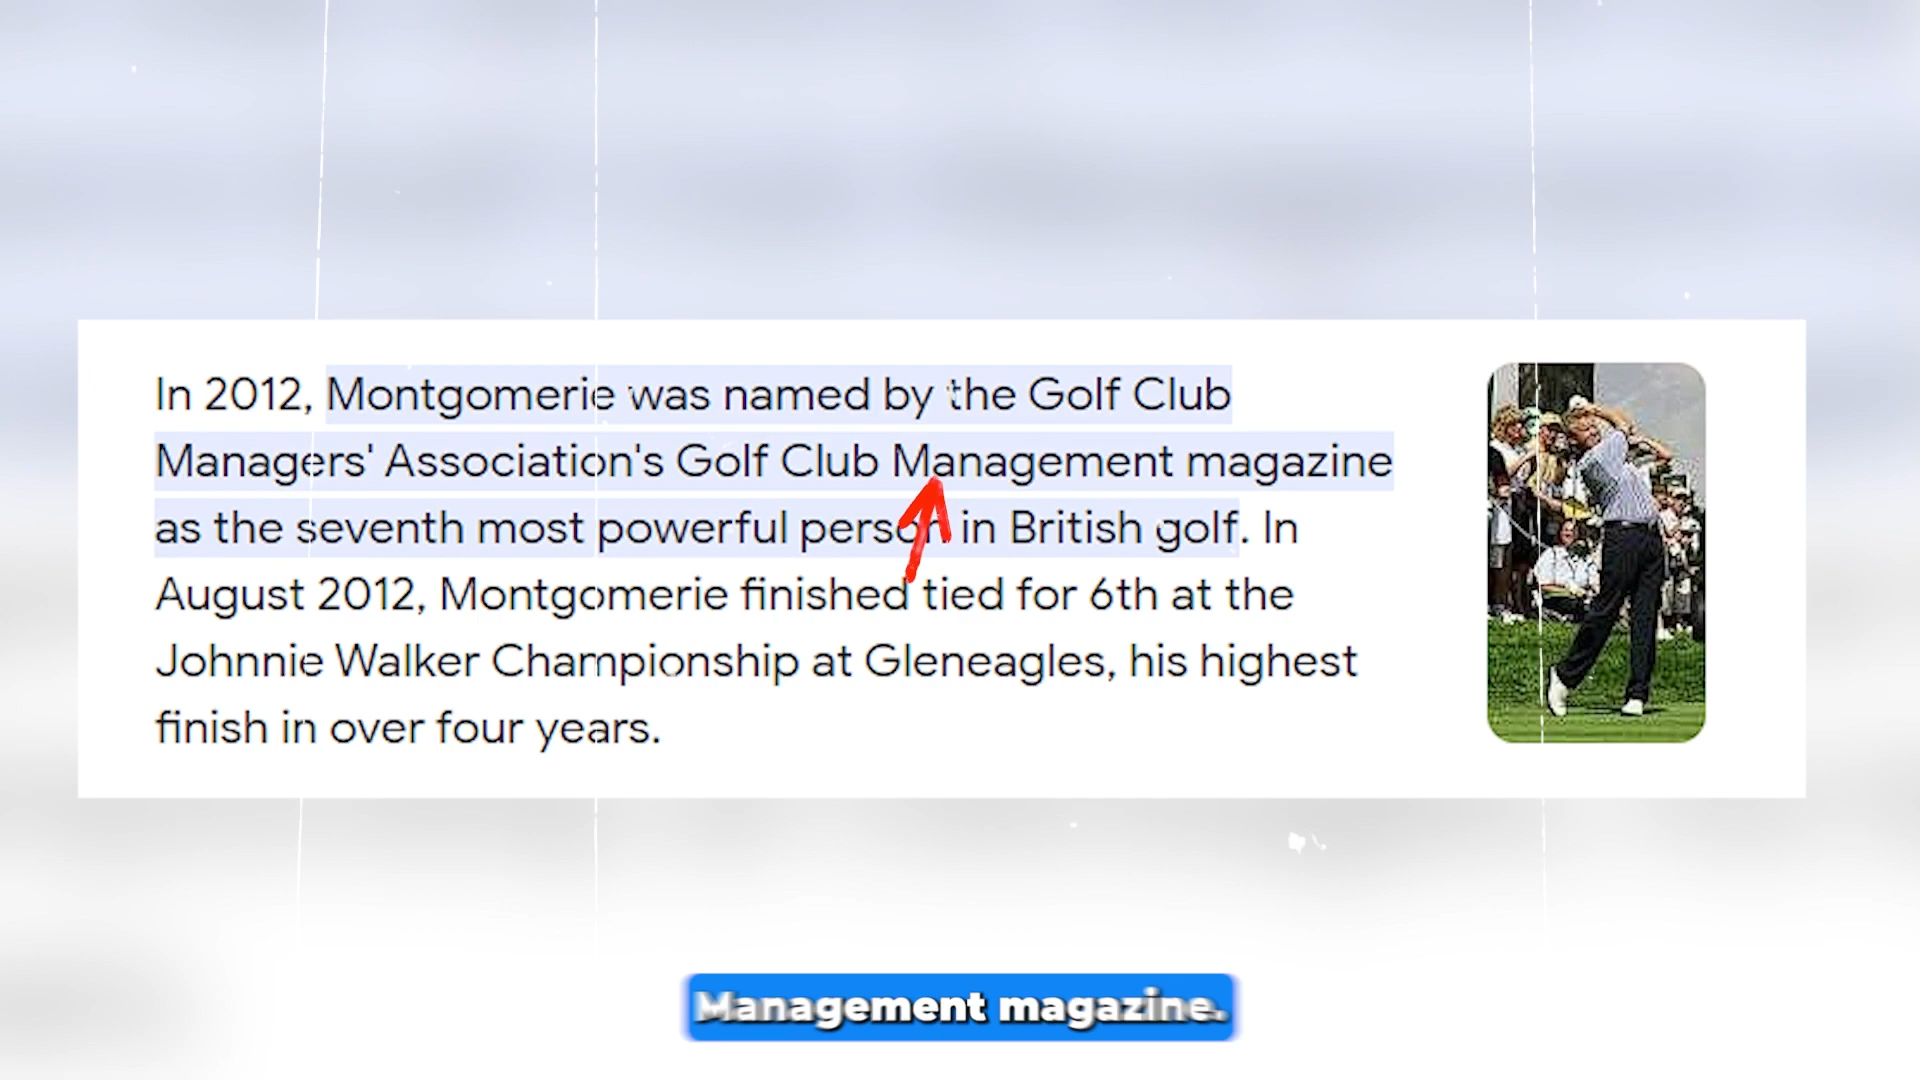 In 2012, Montgomerie was named by the Golf Club
Managers' Association's Golf Club Management magazine
as the seventh most powerful person in British golf. In
August 2012, Montgomerie finished tied for 6th at the
Johnnie Walker Championship at Gleneagles, his highest
finish in over four years.
Management magazine.